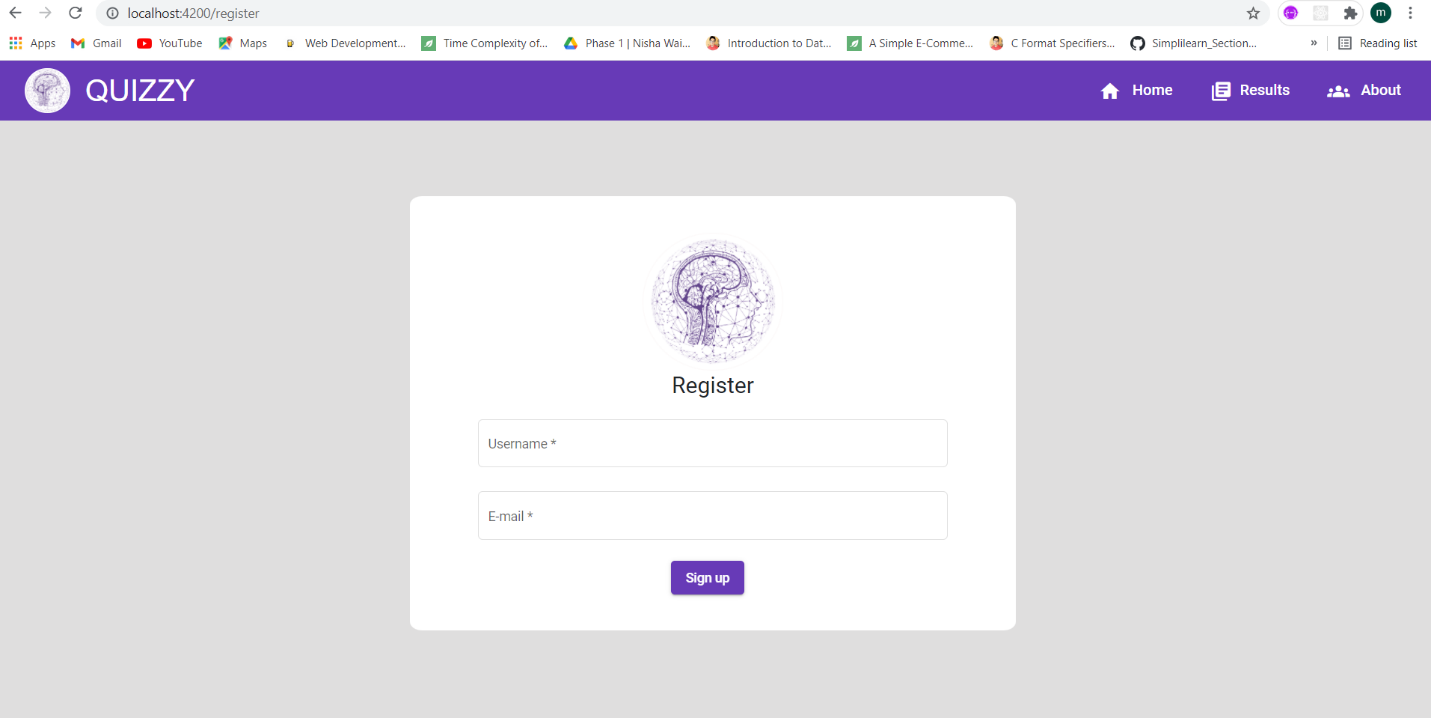 localhost:4200/register
m
Apps Gmail YouTube Maps Web Development... Time Complexity of... Phase 1 | Nisha Wai... Introduction to Dat... A Simple E-Comme... C Format Specifiers... Simplilearn_Section... » Reading list
QUIZZY Home Results About
Register
Username *
E-mail *
Sign up